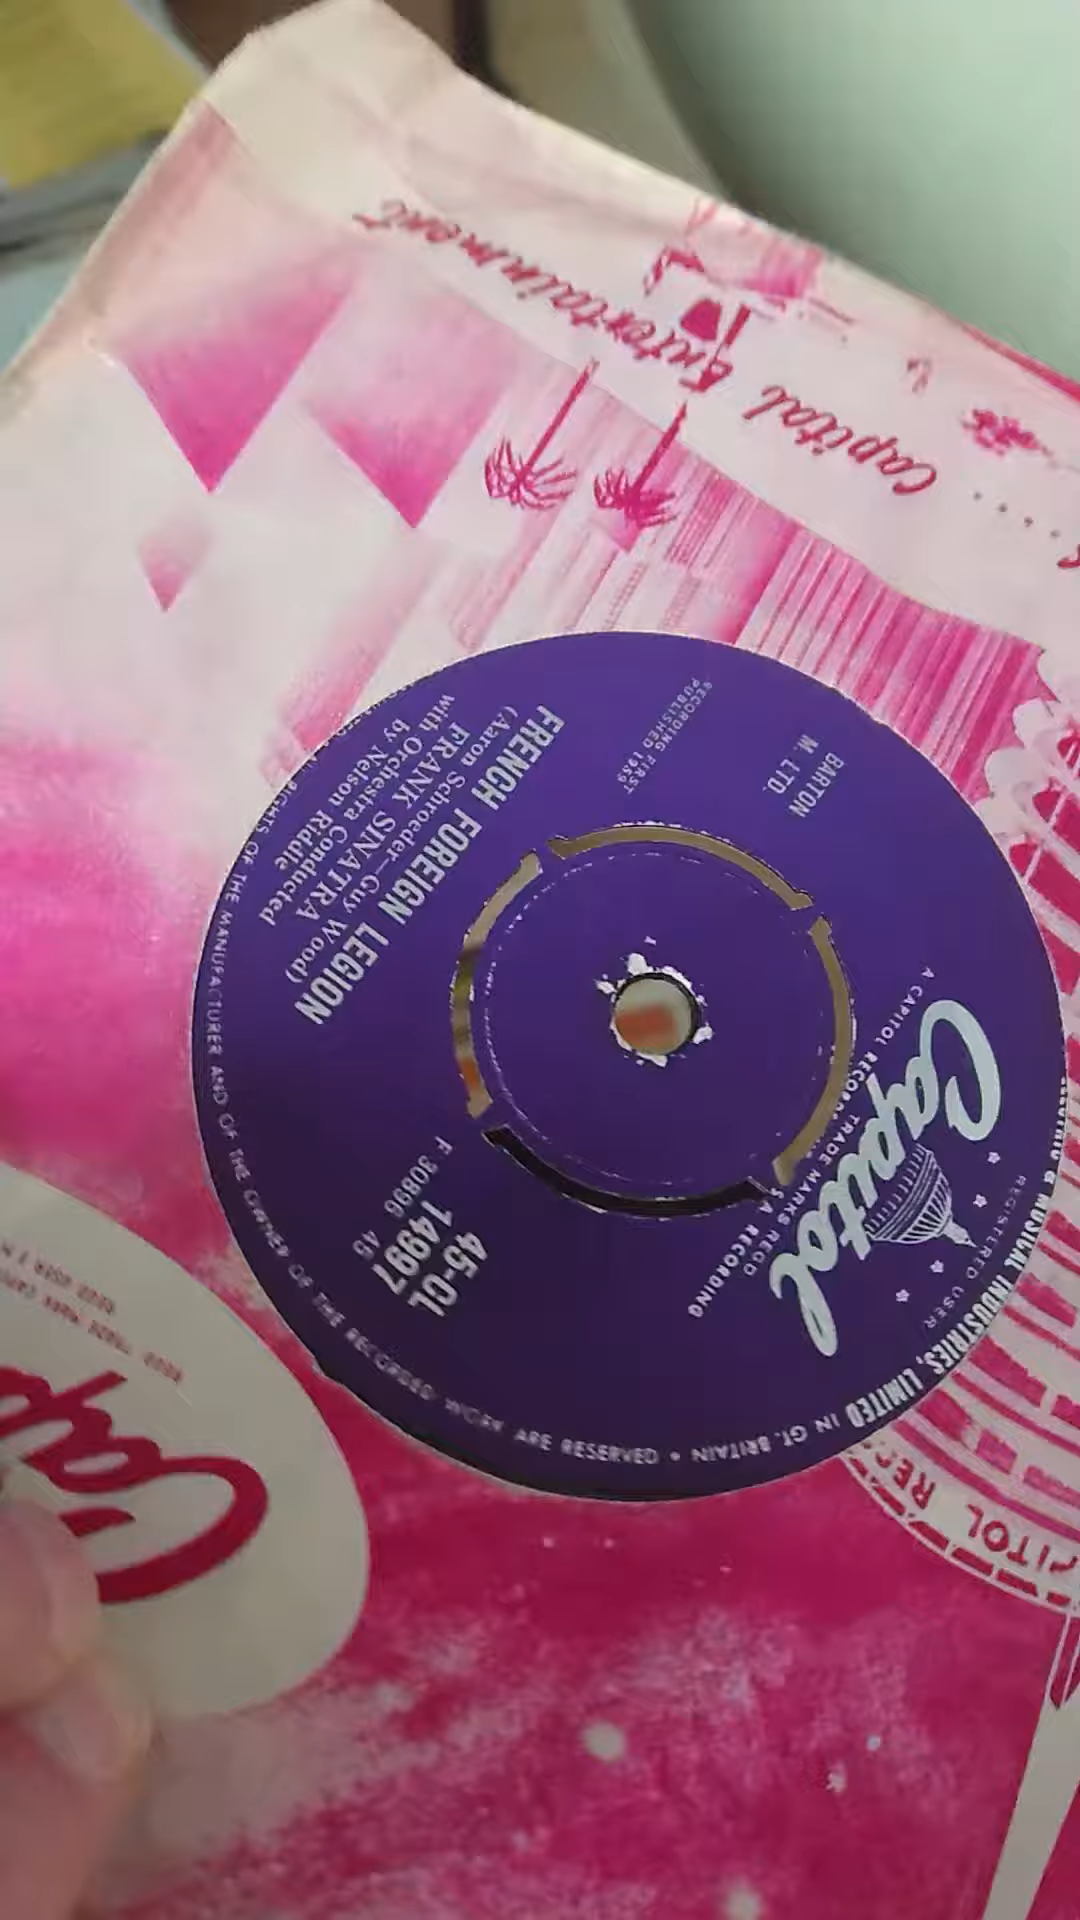 Capitol Entertainment
ELECTRIC & MUSICAL INDUSTRIES, LIMITED IN GT. BRITAIN •
REGISTERED USER
Capitol
A CAPITOL RECORDS TRADE MARKS REGD
RECORDING
BARTON
M. LTD.
RECORDING FIRST
PUBLISHED 1959
45-CL
14997
F 30896 45
FRENCH FOREIGN LEGION
(Aaron Schroeder—Guy Wood)
FRANK SINATRA
with Orchestra Conducted
by Nelson Riddle
RIGHTS OF THE MANUFACTURER AND OF THE OWNER OF THE RECORDED WORK ARE RESERVED
Cap
ITOL REC